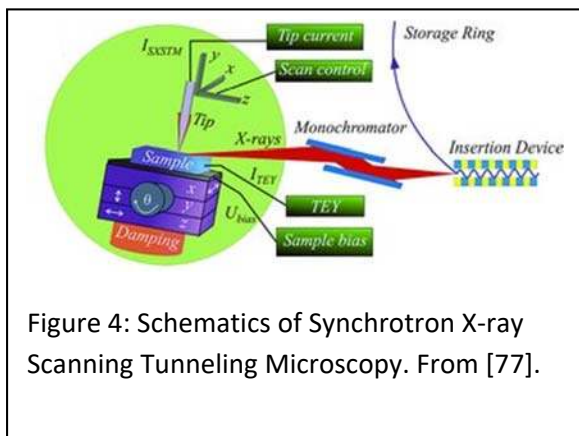 I_SXSTM
Tip current
y
x
z
Scan control
Tip
Storage Ring
Monochromator
X-rays
Insertion Device
Sample
I_TEY
TEY
x
y
z
θ
U_bias
Sample bias
Damping
Figure 4: Schematics of Synchrotron X-ray
Scanning Tunneling Microscopy. From [77].